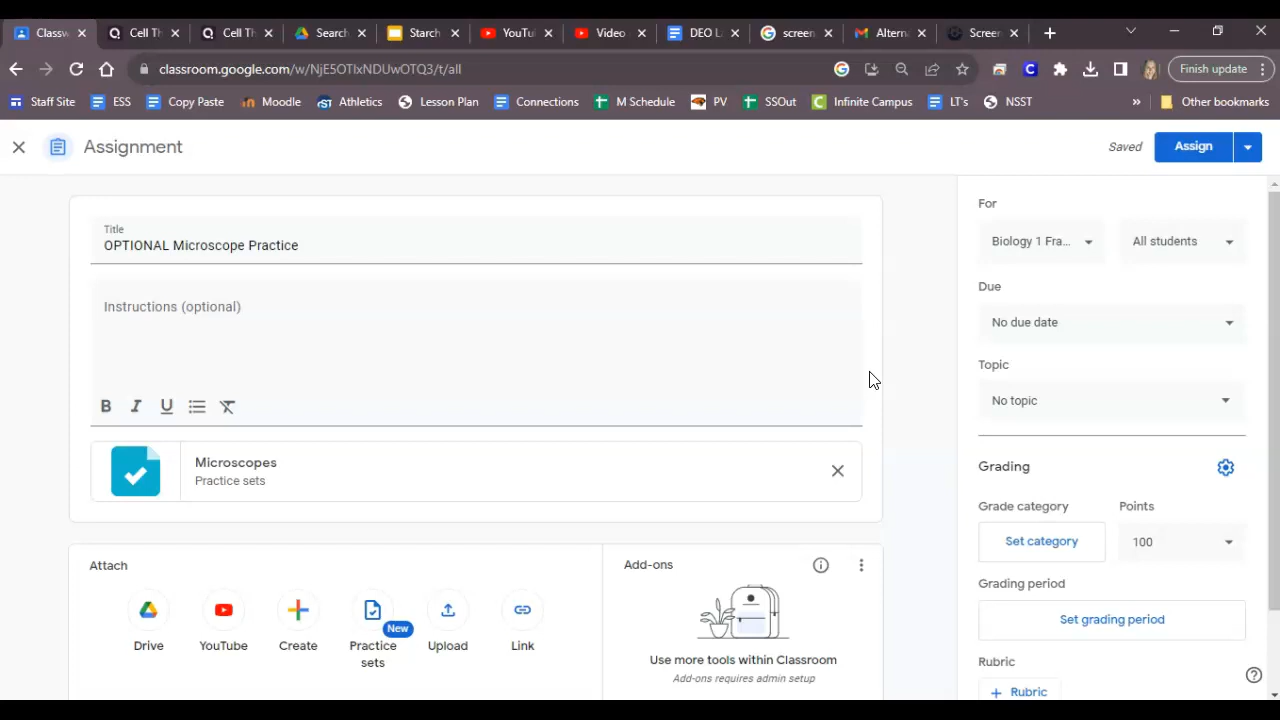 Classw
Cell Th
Cell Th
Search
Starch
YouTu
Video
DEO L
screen
Alterna
Screen
classroom.google.com/w/NjE5OTIxNDUwOTQ3/t/all
Finish update
Staff Site
ESS
Copy Paste
Moodle
Athletics
Lesson Plan
Connections
M Schedule
PV
SSOut
Infinite Campus
LT's
NSST
»
Other bookmarks
Assignment
Saved
Assign
Title
OPTIONAL Microscope Practice
Instructions (optional)
B I U
Microscopes
Practice sets
Attach
Drive
YouTube
Create
New
Practice
sets
Upload
Link
Add-ons
Use more tools within Classroom
Add-ons requires admin setup
For
Biology 1 Fra...
All students
Due
No due date
Topic
No topic
Grading
Grade category
Points
Set category
100
Grading period
Set grading period
Rubric
+ Rubric